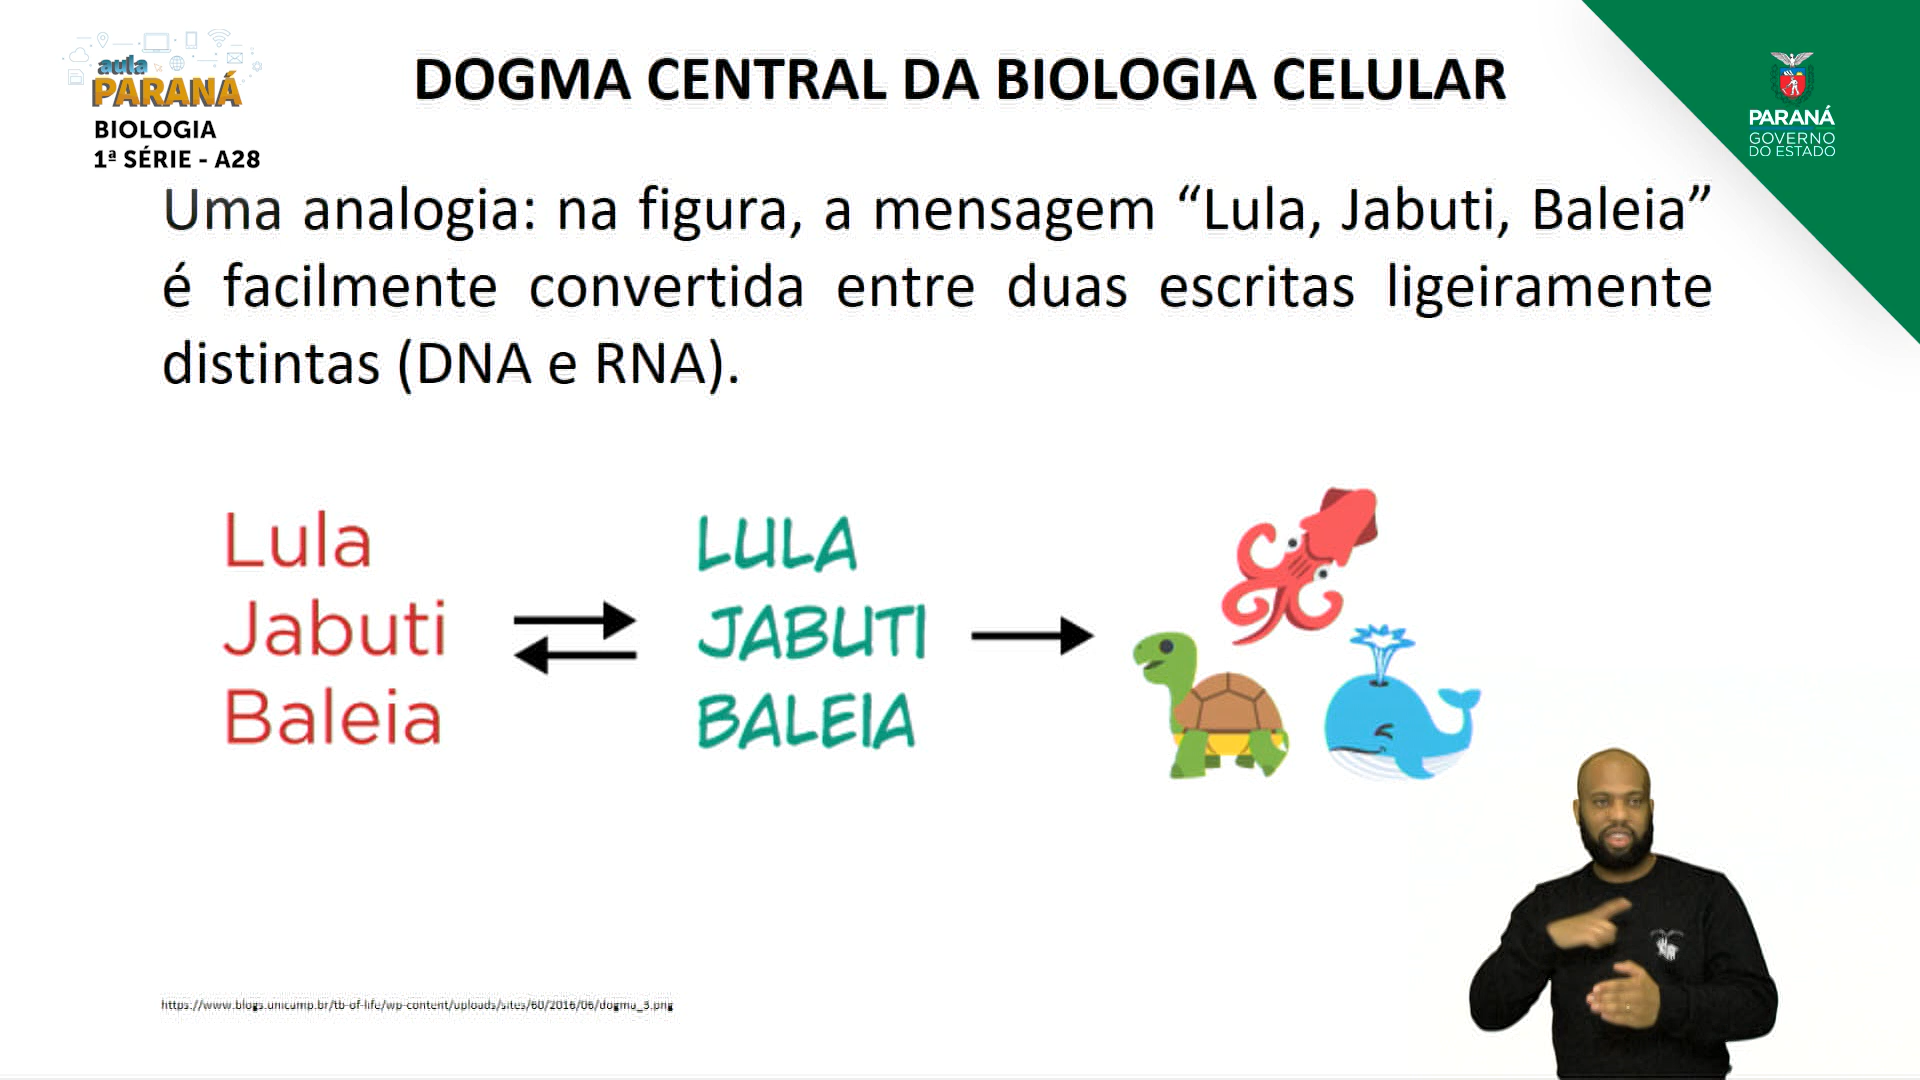 aula
PARANÁ
BIOLOGIA
1ª SÉRIE - A28
DOGMA CENTRAL DA BIOLOGIA CELULAR
PARANÁ
GOVERNO
DO ESTADO
Uma analogia: na figura, a mensagem “Lula, Jabuti, Baleia”
é facilmente convertida entre duas escritas ligeiramente
distintas (DNA e RNA).
Lula
Jabuti
Baleia
LULA
JABUTI
BALEIA
https://www.blogs.unicamp.br/tb-of-life/wp-content/uploads/sites/60/2016/06/dogma_3.png